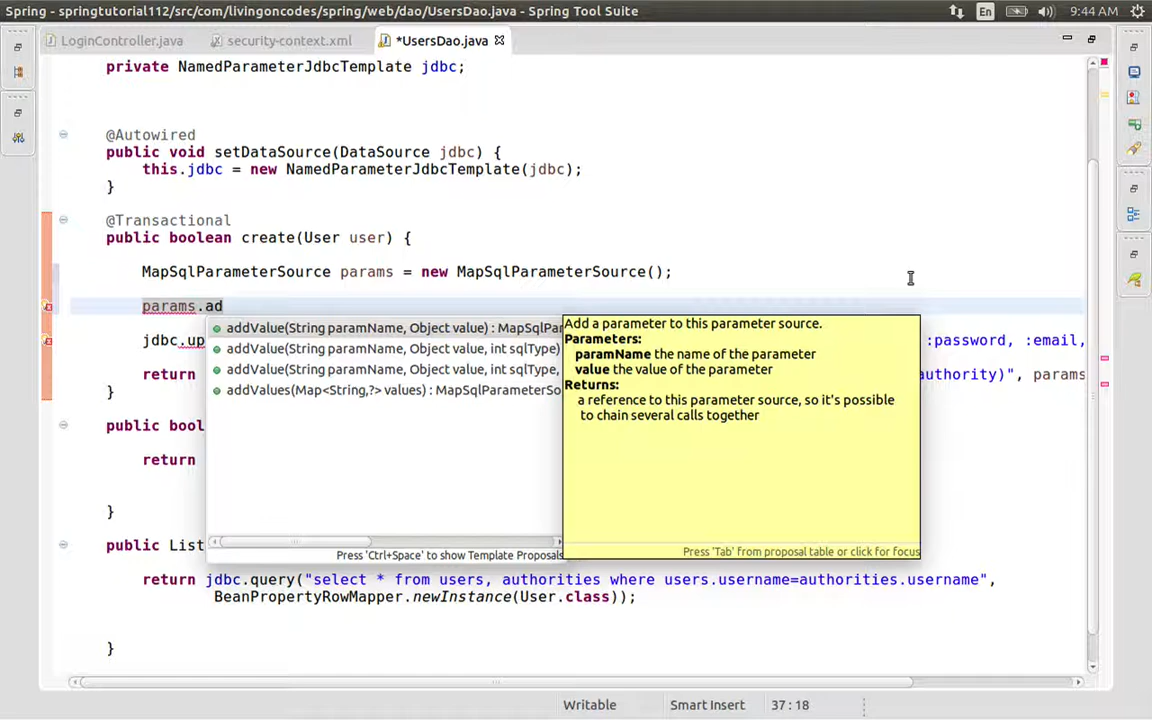 Spring - springtutorial112/src/com/livingoncodes/spring/web/dao/UsersDao.java - Spring Tool Suite
En
9:44 AM
LoginController.java
security-context.xml
*UsersDao.java
private NamedParameterJdbcTemplate jdbc;
@Autowired
public void setDataSource(DataSource jdbc) {
this.jdbc = new NamedParameterJdbcTemplate(jdbc);
}
@Transactional
public boolean create(User user) {
MapSqlParameterSource params = new MapSqlParameterSource();
params.ad
addValue(String paramName, Object value) : MapSqlPar
addValue(String paramName, Object value, int sqlType)
addValue(String paramName, Object value, int sqlType,
addValues(Map<String,?> values) : MapSqlParameterSo
Press 'Ctrl+Space' to show Template Proposals
Add a parameter to this parameter source.
Parameters:
paramName the name of the parameter
value the value of the parameter
Returns:
a reference to this parameter source, so it's possible
to chain several calls together
Press 'Tab' from proposal table or click for focus
jdbc.up :password, :email,
return authority)", params
}
public bool
return
}
public List
return jdbc.query("select * from users, authorities where users.username=authorities.username",
BeanPropertyRowMapper.newInstance(User.class));
}
Writable
Smart Insert
37 : 18